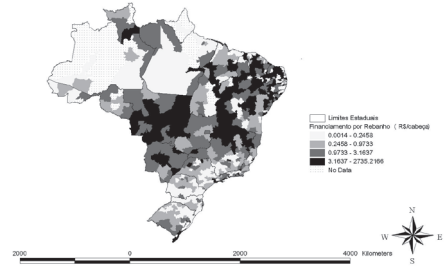 Limites Estaduais
Financiamento por Rebanho ( R$/cabeça)
0.0014 - 0.2458
0.2458 - 0.9733
0.9733 - 3.1637
3.1637 - 2735.2166
No Data
N
W E
S
2000 0 2000 4000 Kilometers